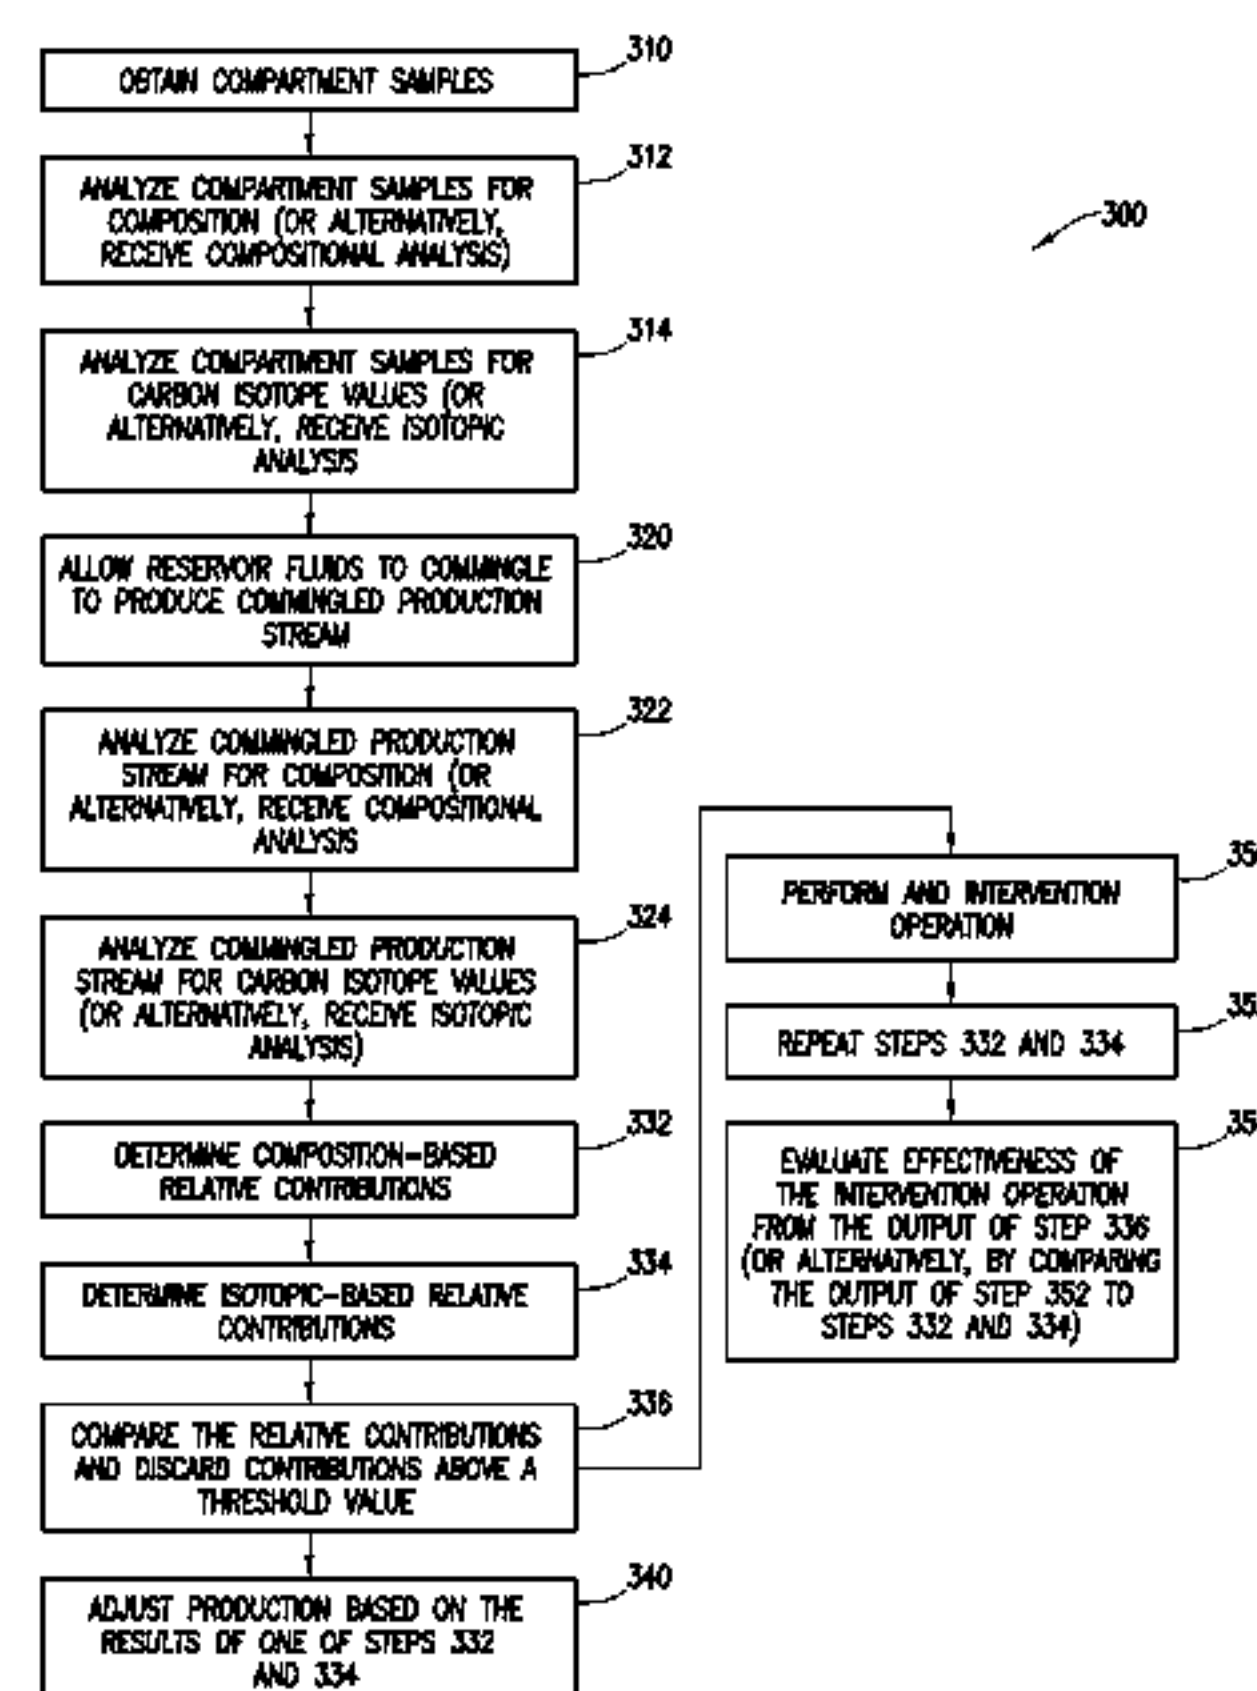 310
OBTAIN COMPARTMENT SAMPLES
312
ANALYZE COMPARTMENT SAMPLES FOR
COMPOSITION (OR ALTERNATIVELY,
RECEIVE COMPOSITIONAL ANALYSIS)
300
314
ANALYZE COMPARTMENT SAMPLES FOR
CARBON ISOTOPE VALUES (OR
ALTERNATIVELY, RECEIVE ISOTOPIC
ANALYSIS
320
ALLOW RESERVOIR FLUIDS TO COMMINGLE
TO PRODUCE COMMINGLED PRODUCTION
STREAM
322
ANALYZE COMMINGLED PRODUCTION
STREAM FOR COMPOSITION (OR
ALTERNATIVELY, RECEIVE COMPOSITIONAL
ANALYSIS
324
ANALYZE COMMINGLED PRODUCTION
STREAM FOR CARBON ISOTOPE VALUES
(OR ALTERNATIVELY, RECEIVE ISOTOPIC
ANALYSIS)
332
DETERMINE COMPOSITION-BASED
RELATIVE CONTRIBUTIONS
334
DETERMINE ISOTOPIC-BASED RELATIVE
CONTRIBUTIONS
336
COMPARE THE RELATIVE CONTRIBUTIONS
AND DISCARD CONTRIBUTIONS ABOVE A
THRESHOLD VALUE
340
ADJUST PRODUCTION BASED ON THE
RESULTS OF ONE OF STEPS 332
AND 334
PERFORM AND INTERVENTION
OPERATION
REPEAT STEPS 332 AND 334
EVALUATE EFFECTIVENESS OF
THE INTERVENTION OPERATION
FROM THE OUTPUT OF STEP 336
(OR ALTERNATIVELY, BY COMPARING
THE OUTPUT OF STEP 352 TO
STEPS 332 AND 334)